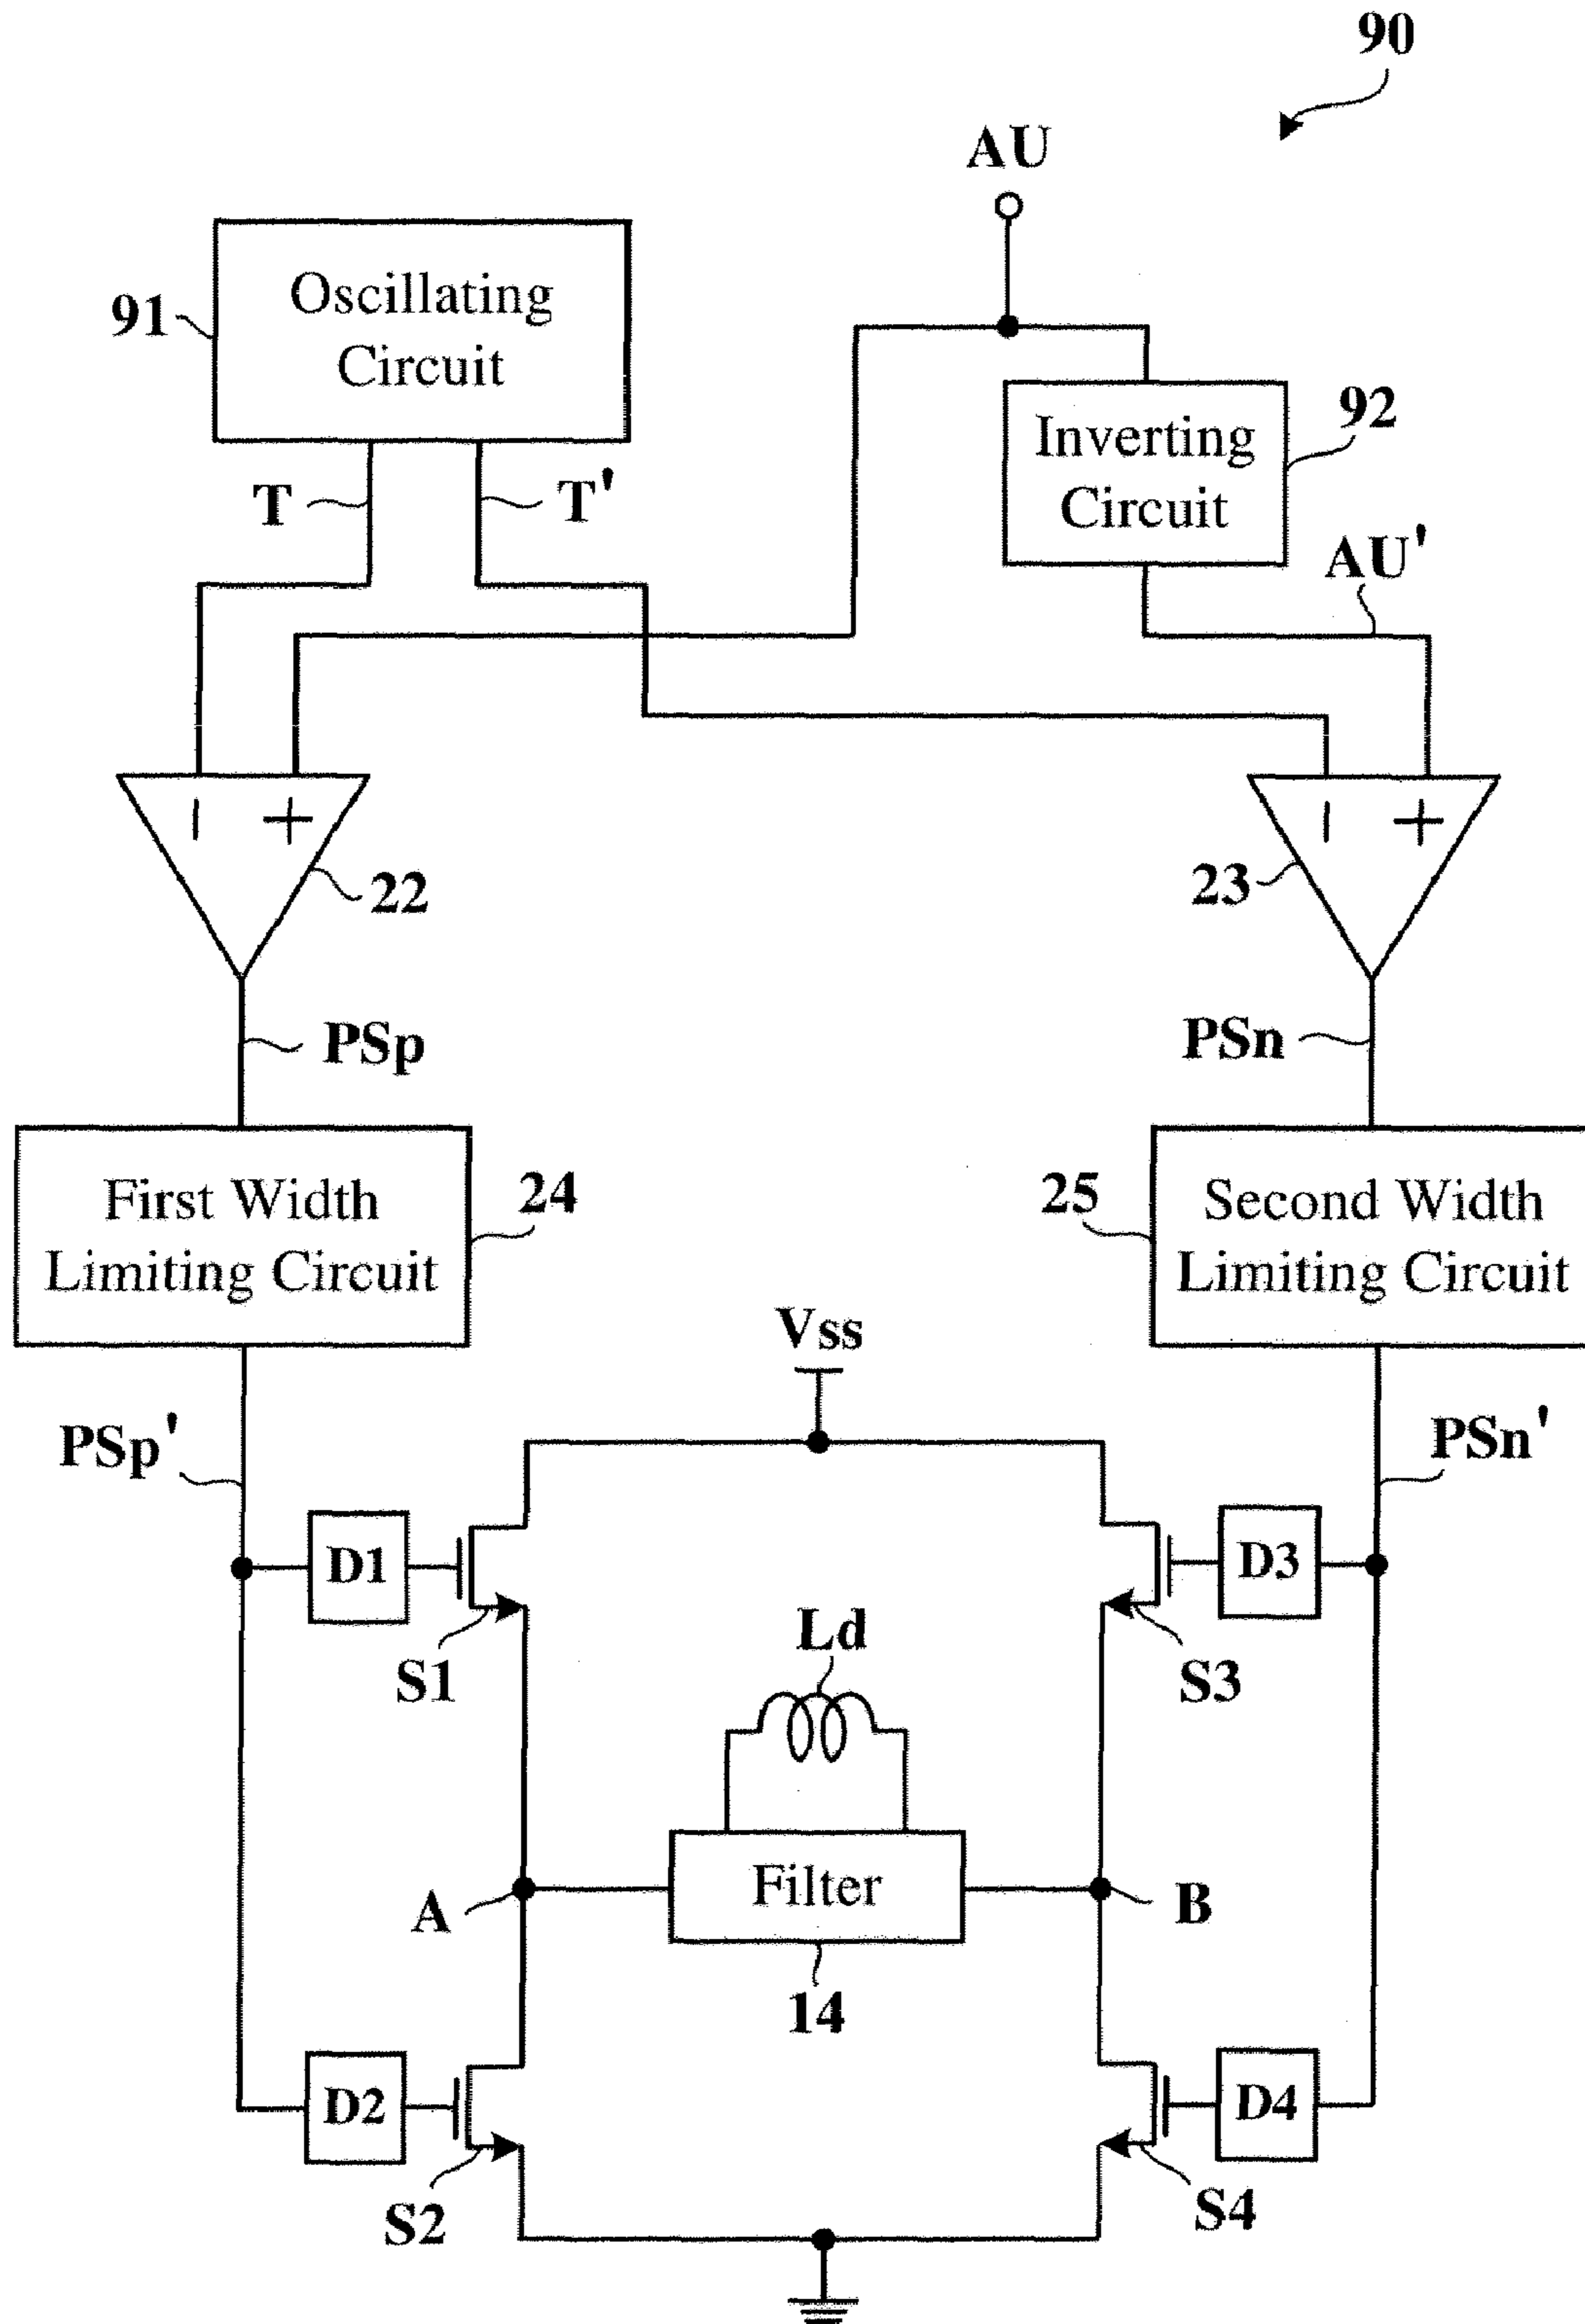 90
AU
Oscillating
Circuit
91
Inverting
Circuit
92
T
T'
AU'
−
+
22
−
+
23
PSp
PSn
First Width
Limiting Circuit
24
25
Second Width
Limiting Circuit
Vss
PSp'
PSn'
D1
D3
S1
Ld
S3
A
Filter
B
14
D2
D4
S2
S4